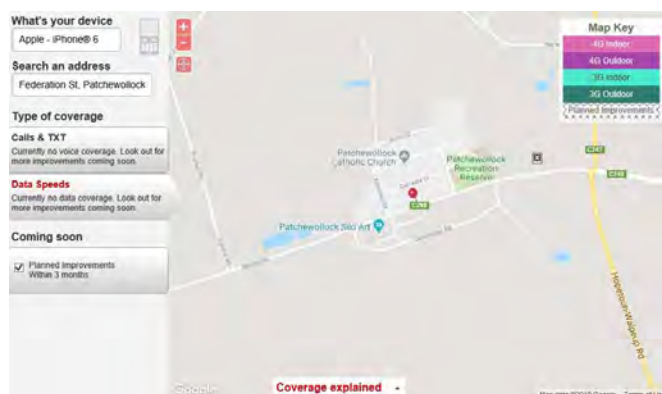 What's your device
Apple - iPhone® 6
Search an address
Federation St, Patchewollock
Type of coverage
Calls & TXT
Currently no voice coverage. Look out for
more improvements coming soon.
Data Speeds
Currently no data coverage. Look out for
more improvements coming soon.
Coming soon
Planned Improvements
Within 3 months
+
−
Map Key
4G Indoor
4G Outdoor
3G Indoor
3G Outdoor
Planned Improvements
Patchewollock
Catholic Church
Patchewollock
Recreation
Reserve
C247
C248
C248
Patchewollock Silo Art
Hopetoun-Walpeup Rd
Google
Coverage explained